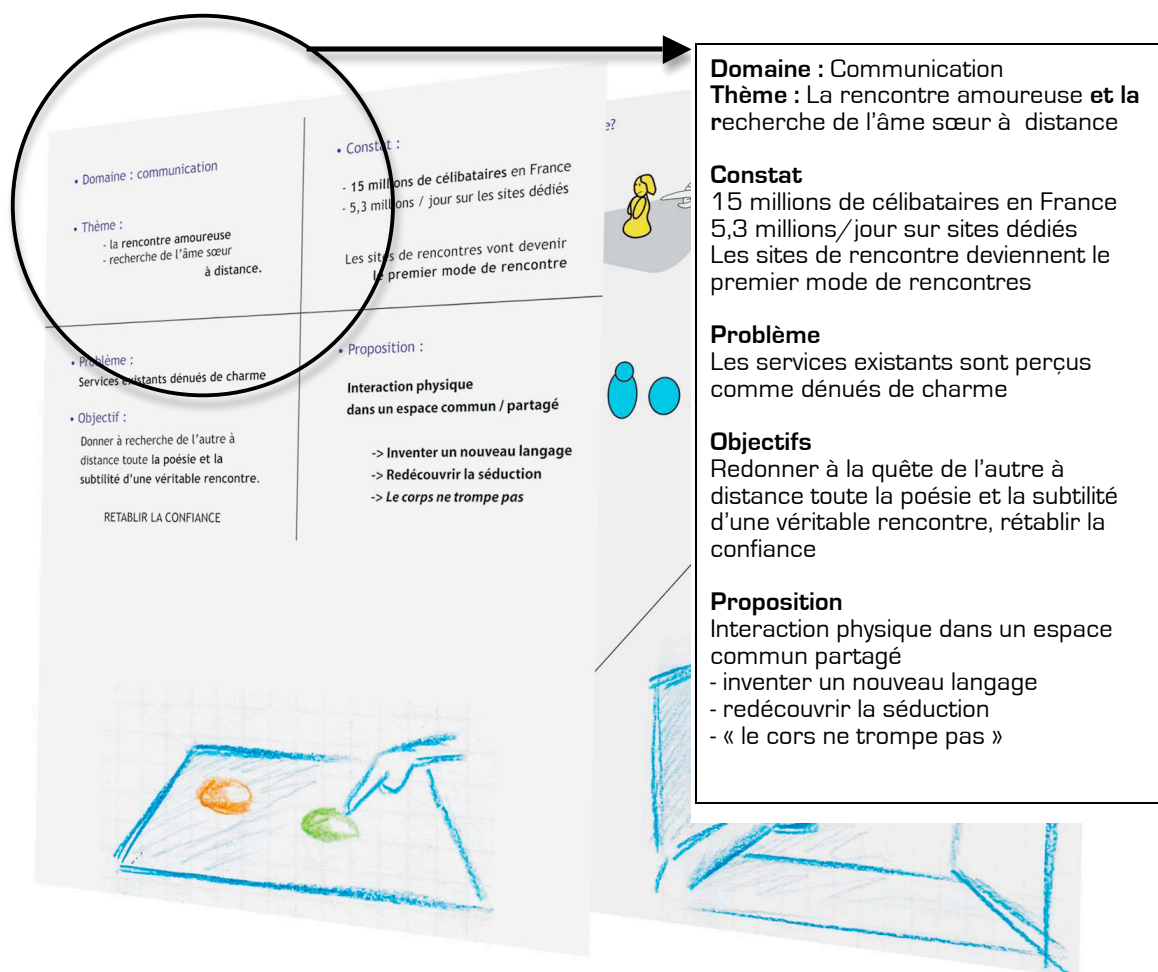 • Domaine : communication
• Thème :
- la rencontre amoureuse
- recherche de l'âme sœur
à distance.
• Constat :
- 15 millions de célibataires en France
- 5,3 millions / jour sur les sites dédiés
Les sites de rencontres vont devenir
le premier mode de rencontre
• Problème :
Services existants dénués de charme
• Objectif :
Donner à recherche de l'autre à
distance toute la poésie et la
subtilité d'une véritable rencontre.
RETABLIR LA CONFIANCE
• Proposition :
Interaction physique
dans un espace commun / partagé
-> Inventer un nouveau langage
-> Redécouvrir la séduction
-> Le corps ne trompe pas
e?
Domaine : Communication
Thème : La rencontre amoureuse et la
recherche de l'âme sœur à distance
Constat
15 millions de célibataires en France
5,3 millions/jour sur sites dédiés
Les sites de rencontre deviennent le
premier mode de rencontres
Problème
Les services existants sont perçus
comme dénués de charme
Objectifs
Redonner à la quête de l'autre à
distance toute la poésie et la subtilité
d'une véritable rencontre, rétablir la
confiance
Proposition
Interaction physique dans un espace
commun partagé
- inventer un nouveau langage
- redécouvrir la séduction
- « le cors ne trompe pas »